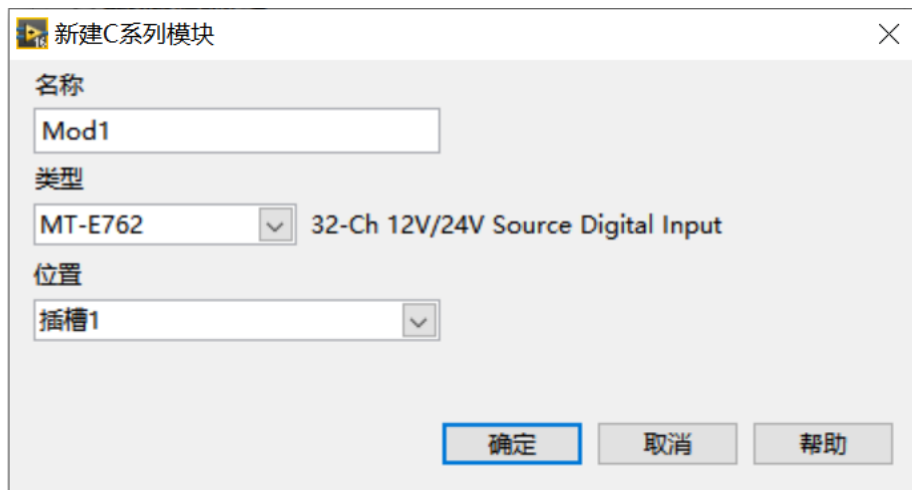 新建C系列模块
名称
Mod1
类型
MT-E762 32-Ch 12V/24V Source Digital Input
位置
插槽1
确定 取消 帮助